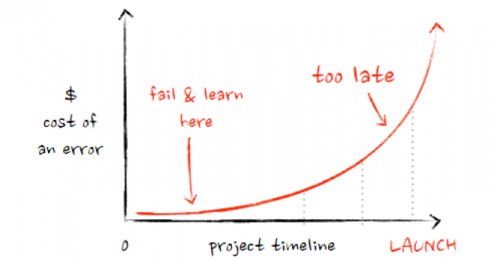 $
cost of
an error
fail & learn
here
too late
0
project timeline
LAUNCH